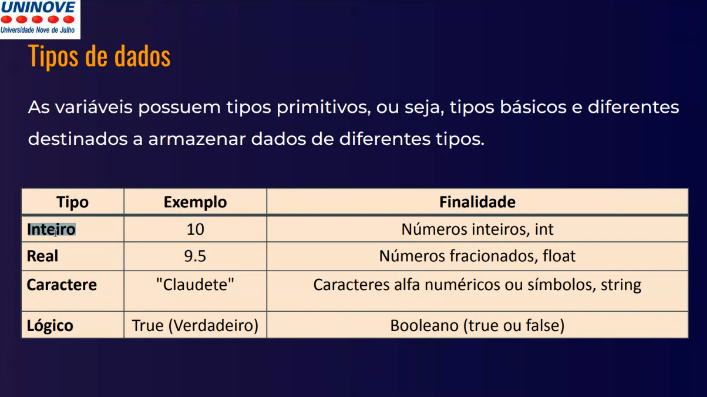 UNINOVE
Universidade Nove de Julho
Tipos de dados
As variáveis possuem tipos primitivos, ou seja, tipos básicos e diferentes
destinados a armazenar dados de diferentes tipos.
Tipo Exemplo Finalidade
Inteiro 10 Números inteiros, int
Real 9.5 Números fracionados, float
Caractere "Claudete" Caracteres alfa numéricos ou símbolos, string
Lógico True (Verdadeiro) Booleano (true ou false)